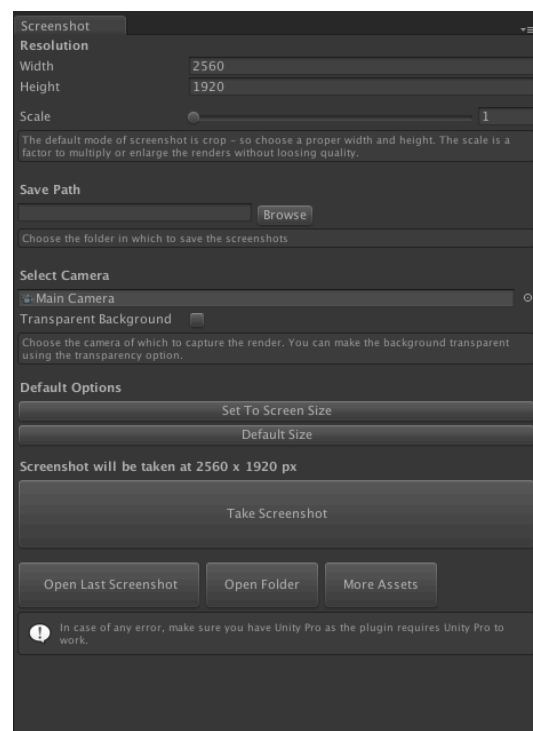 Screenshot
Resolution
Width 2560
Height 1920
Scale 1
The default mode of screenshot is crop - so choose a proper width and height. The scale is a
factor to multiply or enlarge the renders without loosing quality.
Save Path
Browse
Choose the folder in which to save the screenshots
Select Camera
Main Camera
Transparent Background
Choose the camera of which to capture the render. You can make the background transparent
using the transparency option.
Default Options
Set To Screen Size
Default Size
Screenshot will be taken at 2560 x 1920 px
Take Screenshot
Open Last Screenshot Open Folder More Assets
In case of any error, make sure you have Unity Pro as the plugin requires Unity Pro to
work.